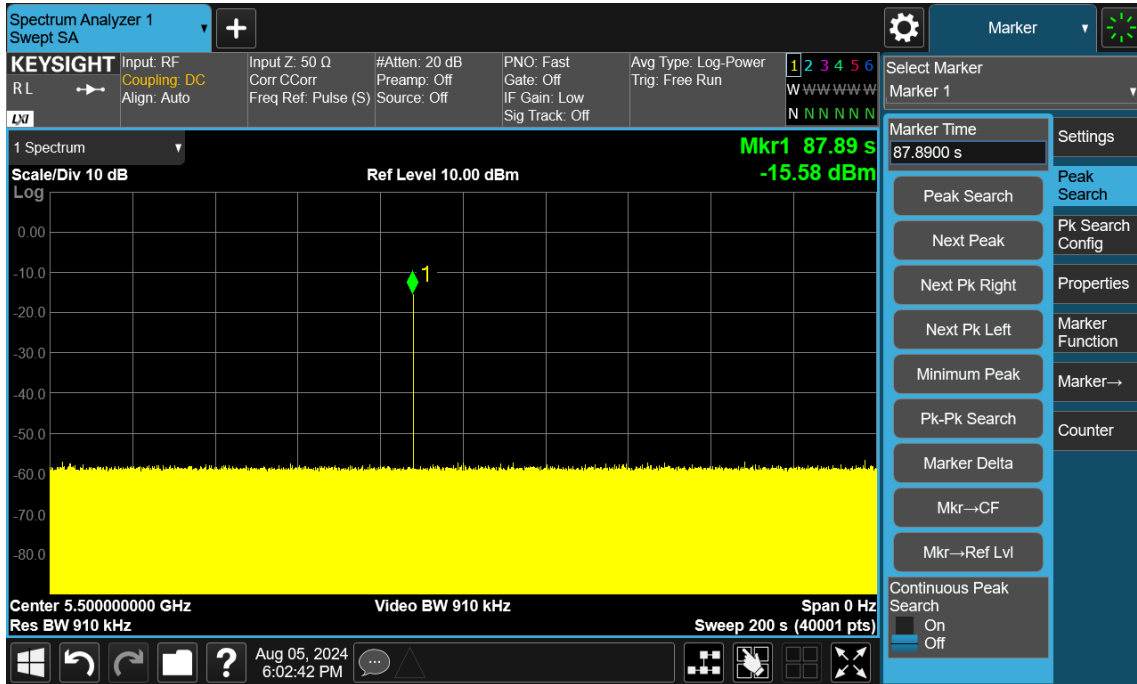 Spectrum Analyzer 1
Swept SA
+
Marker
KEYSIGHT
R L
LXI
Input: RF
Coupling: DC
Align: Auto
Input Z: 50 Ω
Corr CCorr
Freq Ref: Pulse (S)
#Atten: 20 dB
Preamp: Off
Source: Off
PNO: Fast
Gate: Off
IF Gain: Low
Sig Track: Off
Avg Type: Log-Power
Trig: Free Run
1 2 3 4 5 6
W W W W W W
N N N N N N
Select Marker
Marker 1
1 Spectrum
Mkr1 87.89 s
-15.58 dBm
Scale/Div 10 dB
Ref Level 10.00 dBm
Log
0.00
-10.0
-20.0
-30.0
-40.0
-50.0
-60.0
-70.0
-80.0
1
Center 5.500000000 GHz
Res BW 910 kHz
Video BW 910 kHz
Span 0 Hz
Sweep 200 s (40001 pts)
Marker Time
87.8900 s
Peak Search
Next Peak
Next Pk Right
Next Pk Left
Minimum Peak
Pk-Pk Search
Marker Delta
Mkr→CF
Mkr→Ref Lvl
Continuous Peak
Search
On
Off
Settings
Peak
Search
Pk Search
Config
Properties
Marker
Function
Marker→
Counter
?
Aug 05, 2024
6:02:42 PM